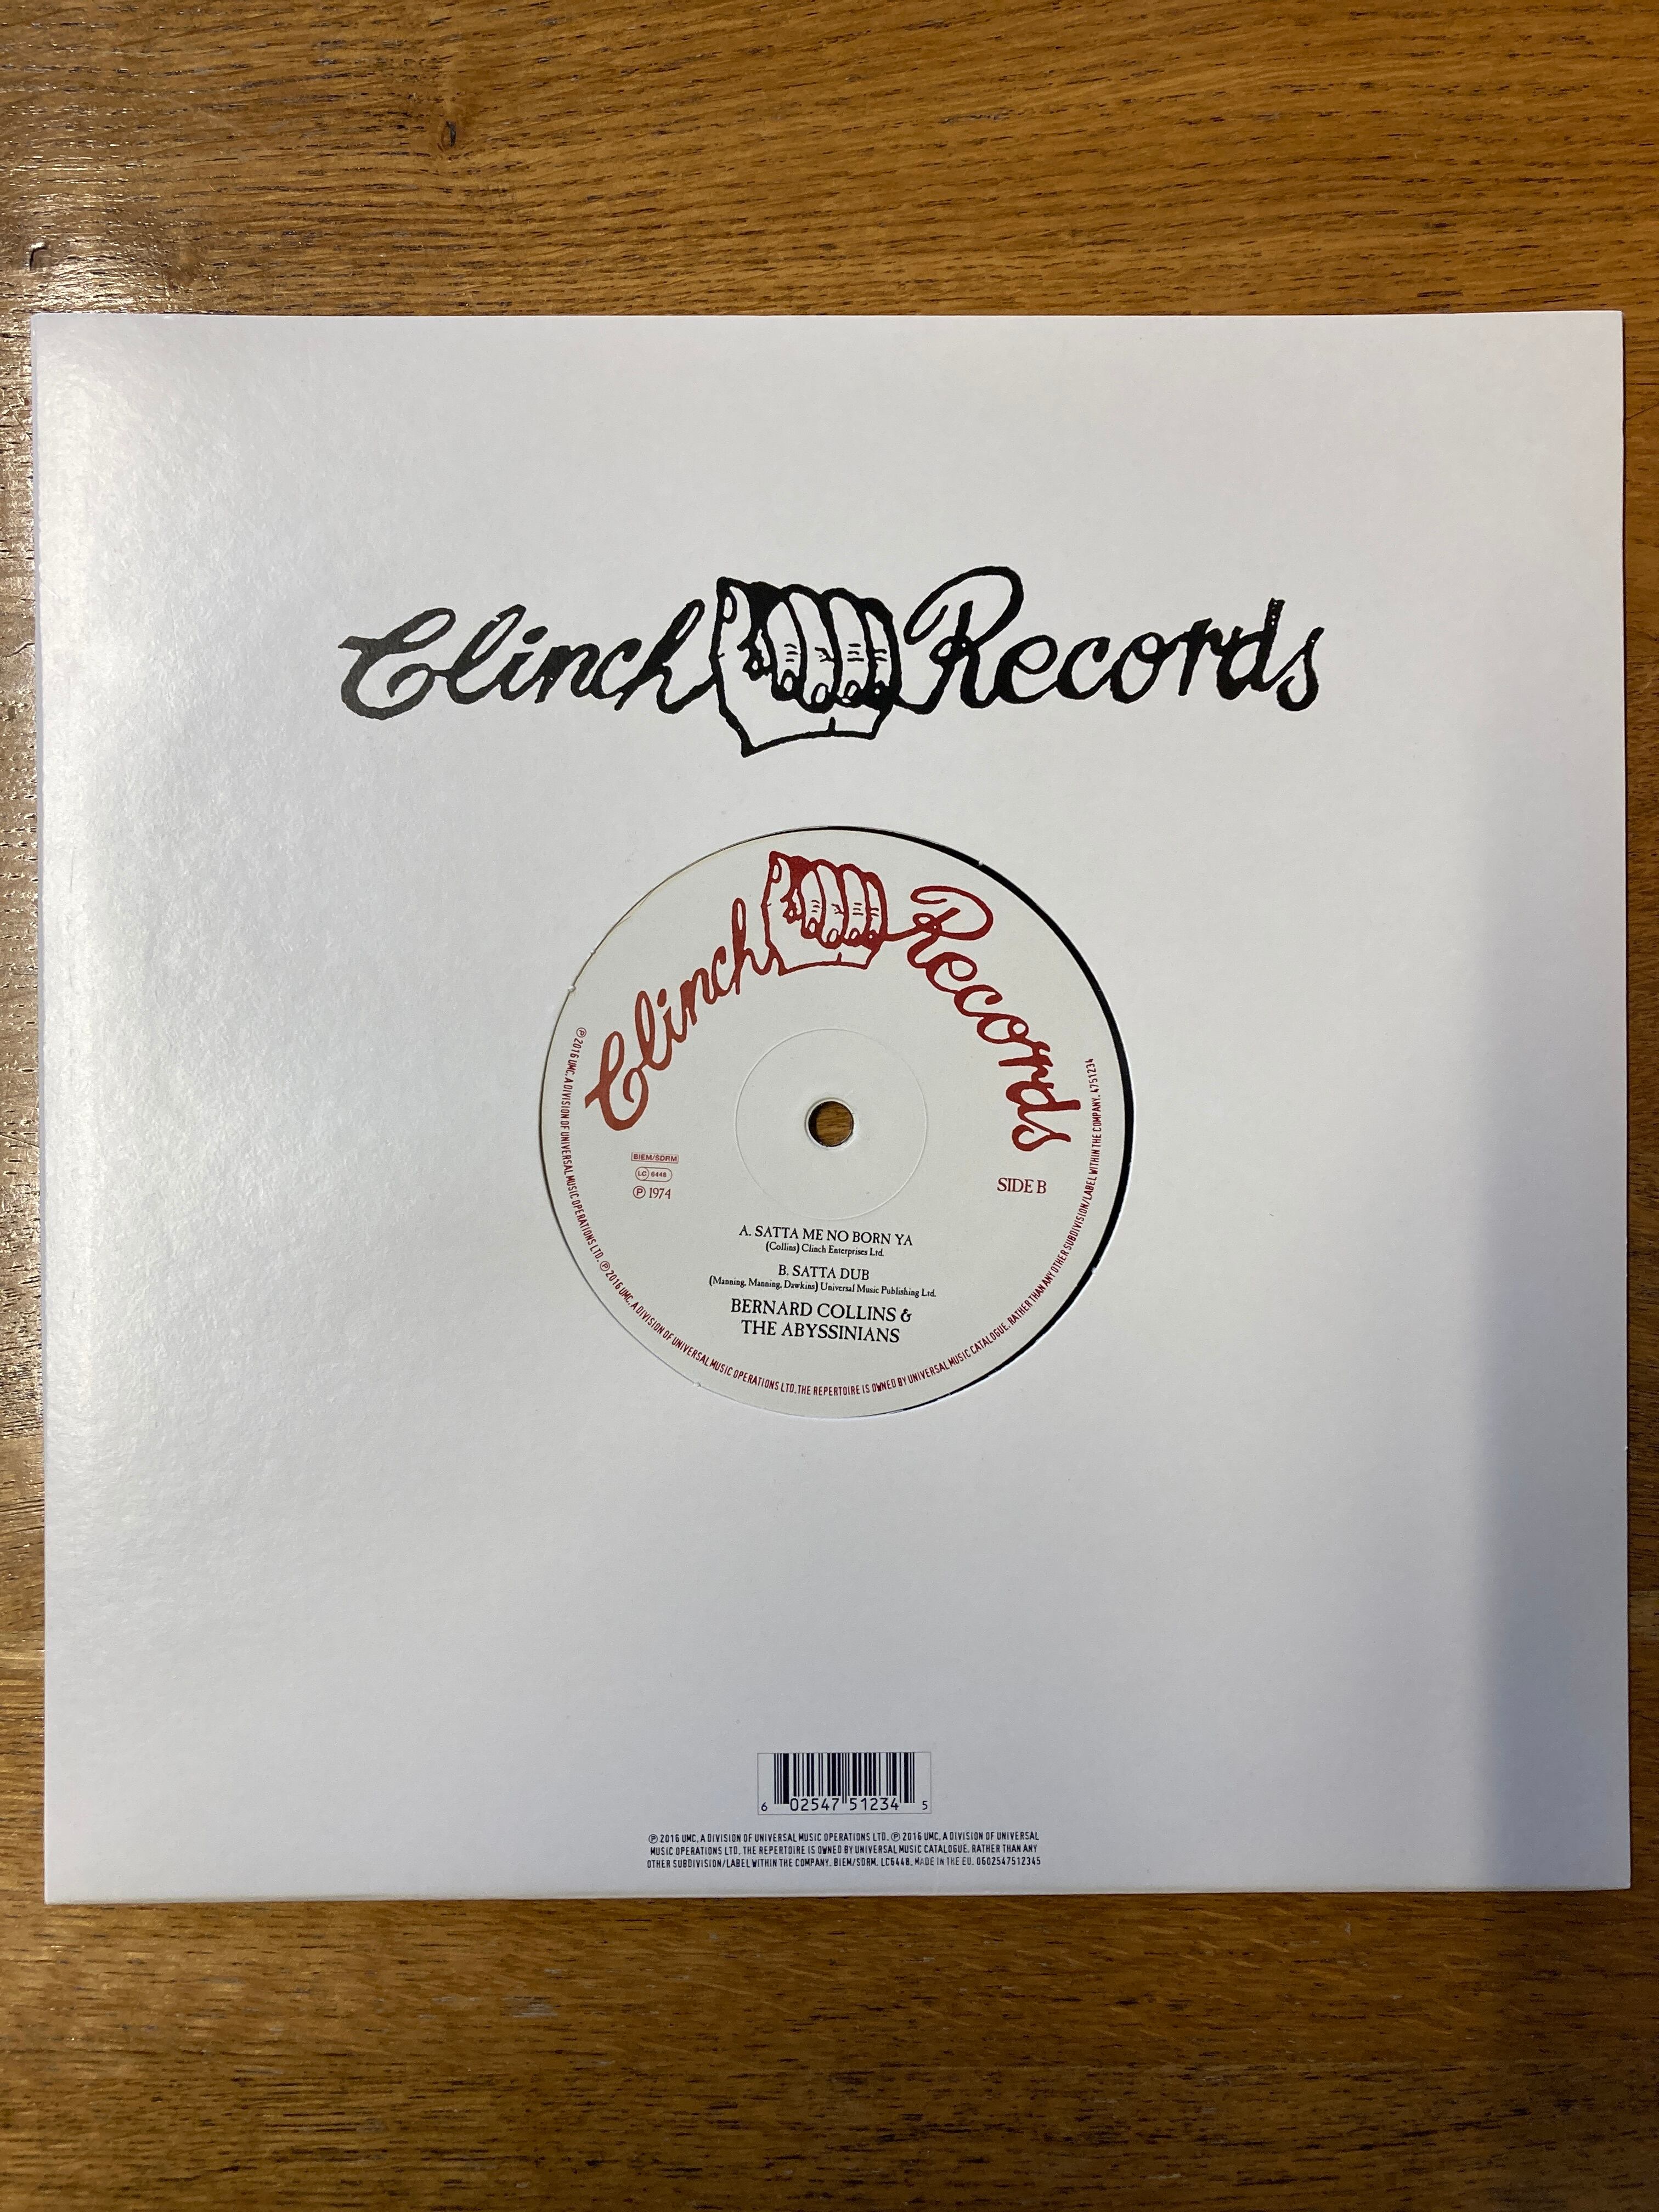 Clinch Records
Clinch Records
BIEM/SDRM
LC 6448
℗ 1974
SIDE B
A. SATTA ME NO BORN YA
(Collins) Clinch Enterprises Ltd.
B. SATTA DUB
(Manning, Manning, Dawkins) Universal Music Publishing Ltd.
BERNARD COLLINS &
THE ABYSSINIANS
℗ 2016 UMC, A DIVISION OF UNIVERSAL MUSIC OPERATIONS LTD. ℗ 2016 UMC, A DIVISION OF UNIVERSAL MUSIC OPERATIONS LTD. THE REPERTOIRE IS OWNED BY UNIVERSAL MUSIC CATALOGUE, RATHER THAN ANY OTHER SUBDIVISION/LABEL WITHIN THE COMPANY. 4751234
6 02547 51234 5
℗ 2016 UMC, A DIVISION OF UNIVERSAL MUSIC OPERATIONS LTD. ℗ 2016 UMC, A DIVISION OF UNIVERSAL
MUSIC OPERATIONS LTD. THE REPERTOIRE IS OWNED BY UNIVERSAL MUSIC CATALOGUE, RATHER THAN ANY
OTHER SUBDIVISION/LABEL WITHIN THE COMPANY. BIEM/SDRM. LC6448. MADE IN THE EU. 0602547512345